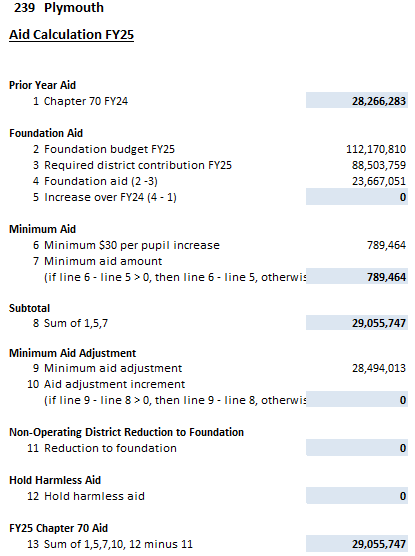 239 Plymouth
Aid Calculation FY25
Prior Year Aid
1 Chapter 70 FY24 28,266,283
Foundation Aid
2 Foundation budget FY25 112,170,810
3 Required district contribution FY25 88,503,759
4 Foundation aid (2 -3) 23,667,051
5 Increase over FY24 (4 - 1) 0
Minimum Aid
6 Minimum $30 per pupil increase 789,464
7 Minimum aid amount
(if line 6 - line 5 > 0, then line 6 - line 5, otherwis 789,464
Subtotal
8 Sum of 1,5,7 29,055,747
Minimum Aid Adjustment
9 Minimum aid adjustment 28,494,013
10 Aid adjustment increment
(if line 9 - line 8 > 0, then line 9 - line 8, otherwis 0
Non-Operating District Reduction to Foundation
11 Reduction to foundation 0
Hold Harmless Aid
12 Hold harmless aid 0
FY25 Chapter 70 Aid
13 Sum of 1,5,7,10, 12 minus 11 29,055,747